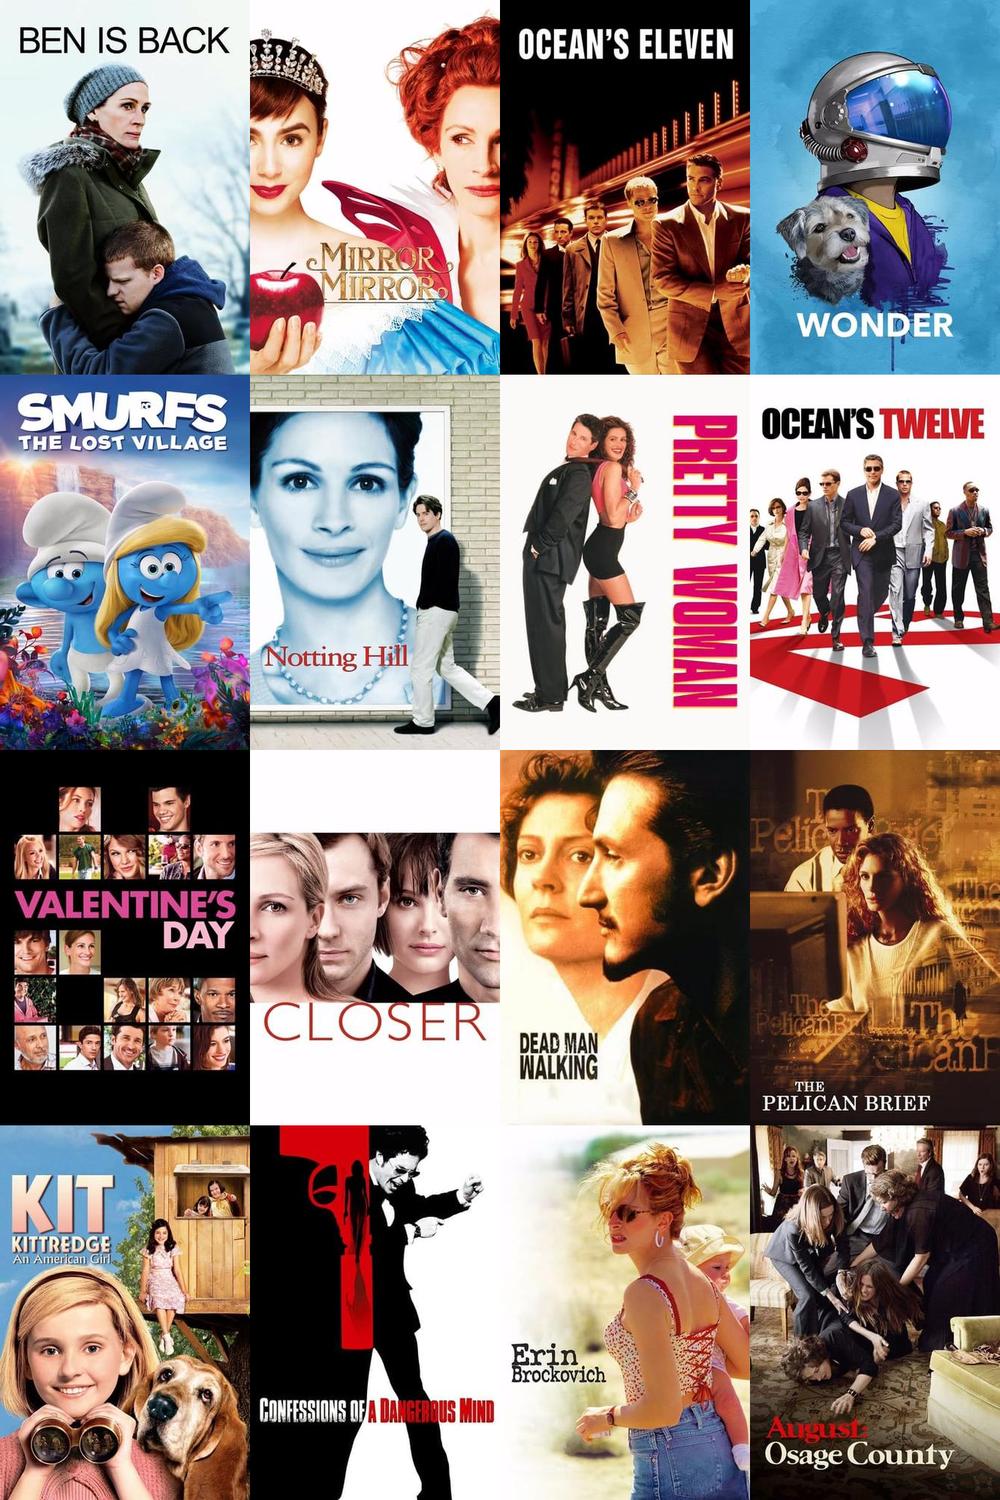 BEN IS BACK
MIRROR
MIRROR
OCEAN'S ELEVEN
WONDER
SMURFS
THE LOST VILLAGE
Notting Hill
PRETTY WOMAN
OCEAN'S TWELVE
VALENTINE'S
DAY
CLOSER
DEAD MAN
WALKING
THE
PELICAN BRIEF
KIT
KITTREDGE
An American Girl
CONFESSIONS OF A DANGEROUS MIND
Erin
Brockovich
August:
Osage County